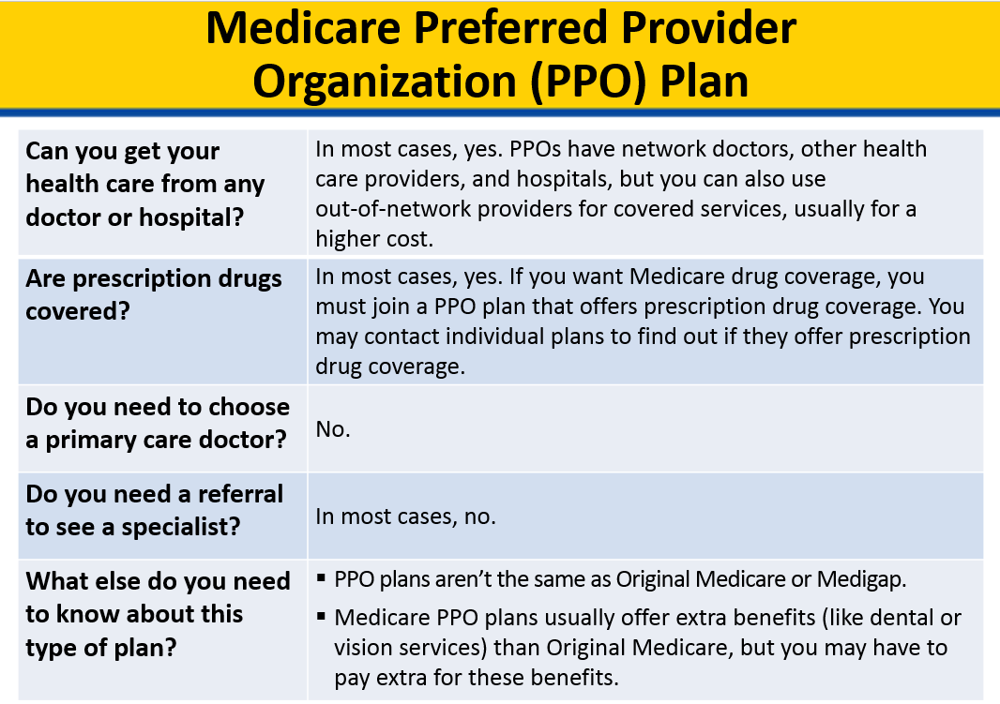 Medicare Preferred Provider
Organization (PPO) Plan
Can you get your
health care from any
doctor or hospital?
In most cases, yes. PPOs have network doctors, other health
care providers, and hospitals, but you can also use
out-of-network providers for covered services, usually for a
higher cost.
Are prescription drugs
covered?
In most cases, yes. If you want Medicare drug coverage, you
must join a PPO plan that offers prescription drug coverage. You
may contact individual plans to find out if they offer prescription
drug coverage.
Do you need to choose
a primary care doctor?
No.
Do you need a referral
to see a specialist?
In most cases, no.
What else do you need
to know about this
type of plan?
▪ PPO plans aren’t the same as Original Medicare or Medigap.
▪ Medicare PPO plans usually offer extra benefits (like dental or
vision services) than Original Medicare, but you may have to
pay extra for these benefits.